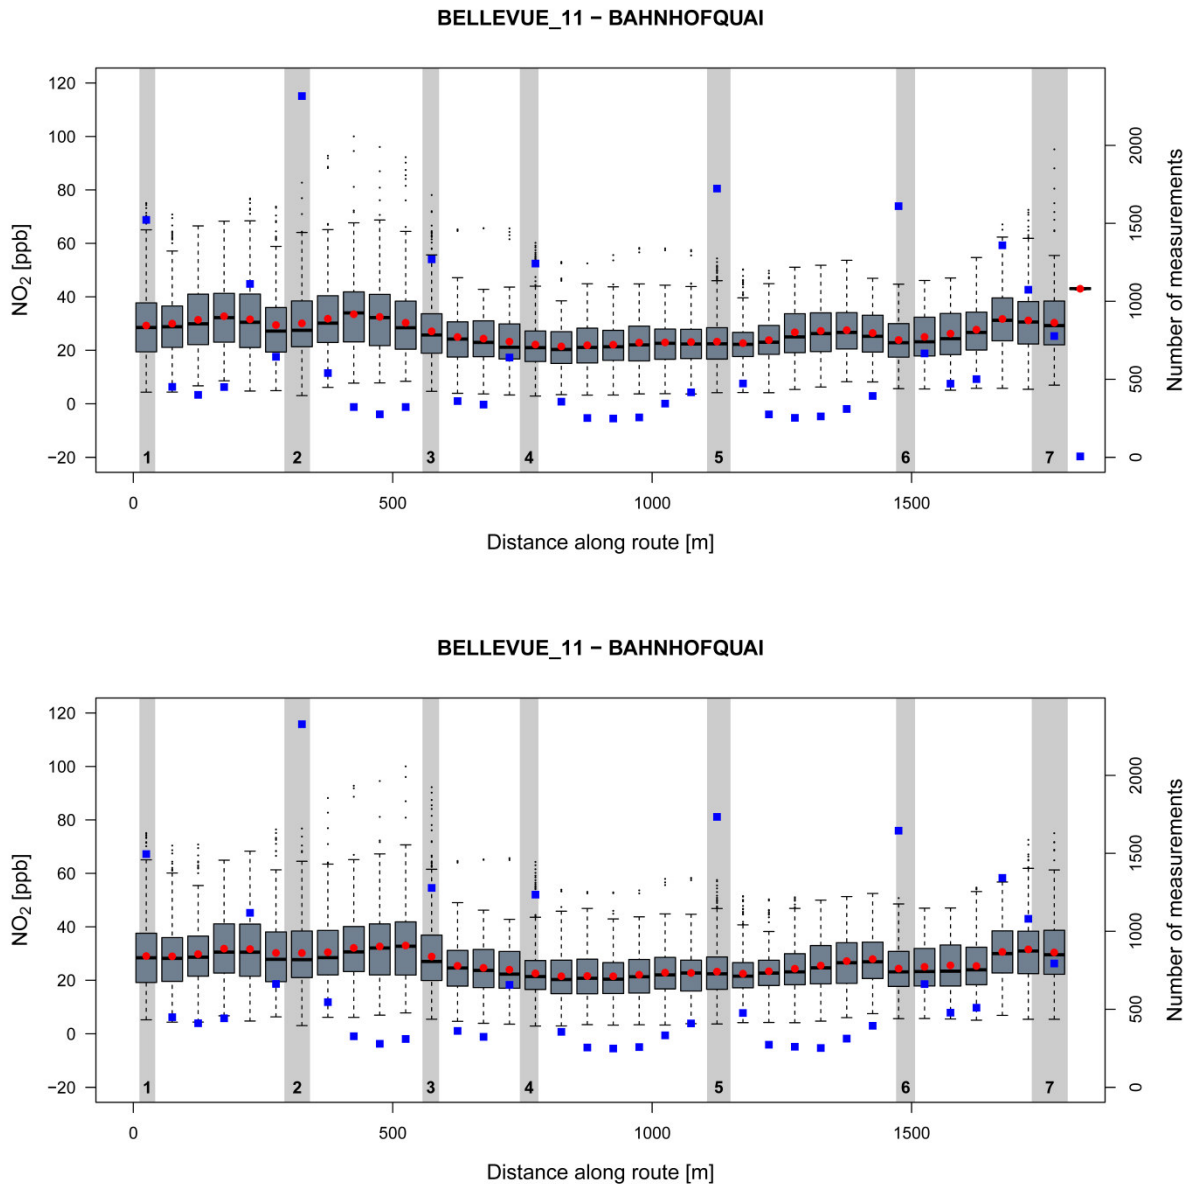 BELLEVUE_11 − BAHNHOFQUAI
120
100
80
60
40
20
0
−20
NO2 [ppb]
2000
1500
1000
500
0
Number of measurements
1 2 3 4 5 6 7
0 500 1000 1500
Distance along route [m]
BELLEVUE_11 − BAHNHOFQUAI
120
100
80
60
40
20
0
−20
NO2 [ppb]
2000
1500
1000
500
0
Number of measurements
1 2 3 4 5 6 7
0 500 1000 1500
Distance along route [m]